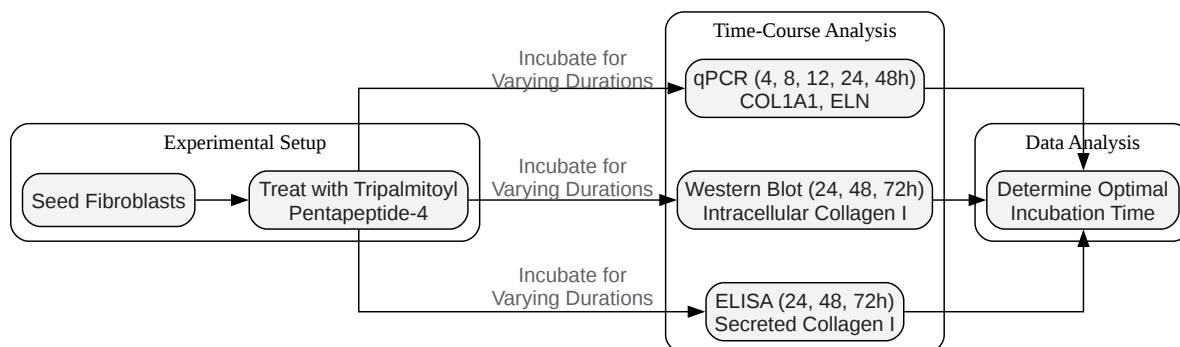 Experimental Setup
Seed Fibroblasts
Treat with Tripalmitoyl
Pentapeptide-4
Incubate for
Varying Durations
Incubate for
Varying Durations
Incubate for
Varying Durations
Time-Course Analysis
qPCR (4, 8, 12, 24, 48h)
COL1A1, ELN
Western Blot (24, 48, 72h)
Intracellular Collagen I
ELISA (24, 48, 72h)
Secreted Collagen I
Data Analysis
Determine Optimal
Incubation Time